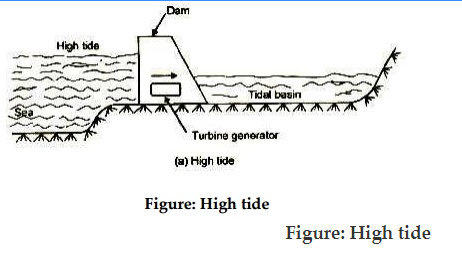 Dam
High tide
Tidal basin
Sea
Turbine generator
(a) High tide
Figure: High tide
Figure: High tide